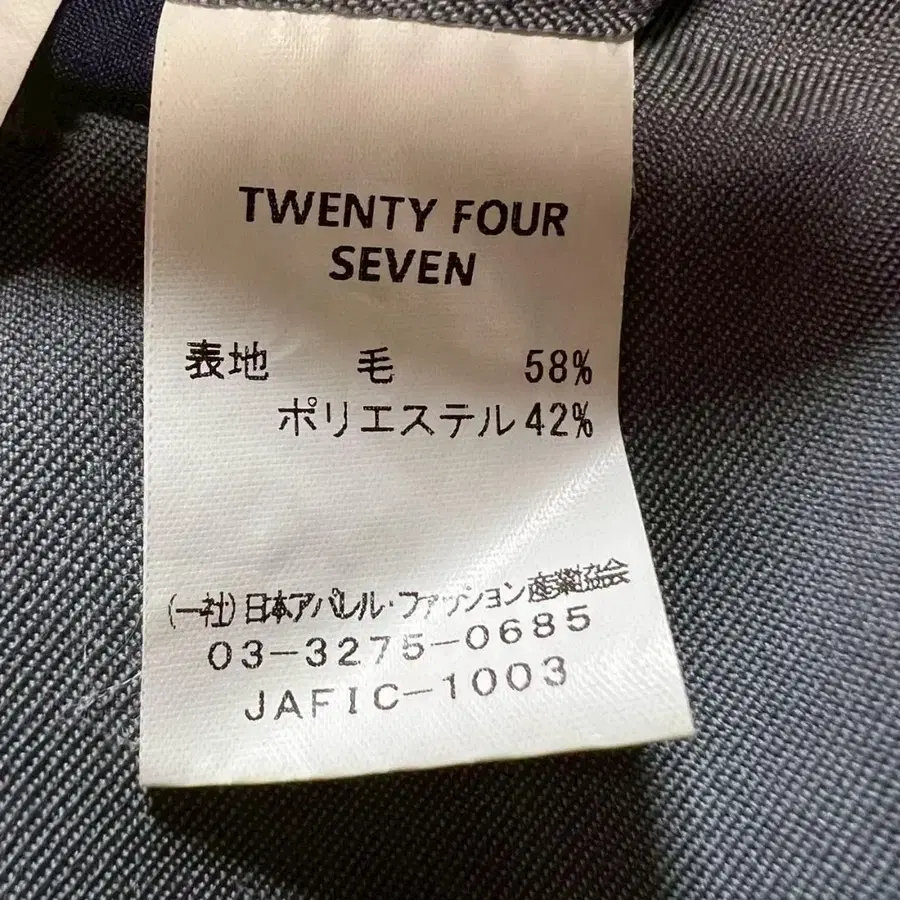 TWENTY FOUR
SEVEN
表地 毛 58%
ポリエステル 42%
(一社)日本アパレル・ファッション産業協会
03-3275-0685
JAFIC-1003